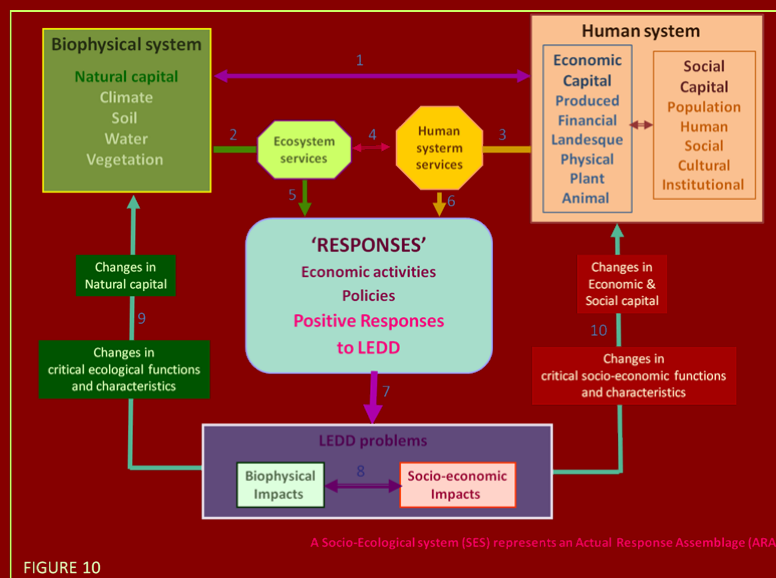 Biophysical system
Natural capital
Climate
Soil
Water
Vegetation
1
Human system
Economic
Capital
Produced
Financial
Landesque
Physical
Plant
Animal
Social
Capital
Population
Human
Social
Cultural
Institutional
2
Ecosystem
services
4
Human
systerm
services
3
5
6
‘RESPONSES’
Economic activities
Policies
Positive Responses
to LEDD
Changes in
Natural capital
9
Changes in
critical ecological functions
and characteristics
Changes in
Economic &
Social capital
10
Changes in
critical socio-economic functions
and characteristics
7
LEDD problems
Biophysical
Impacts
8
Socio-economic
Impacts
A Socio-Ecological system (SES) represents an Actual Response Assemblage (ARA
FIGURE 10